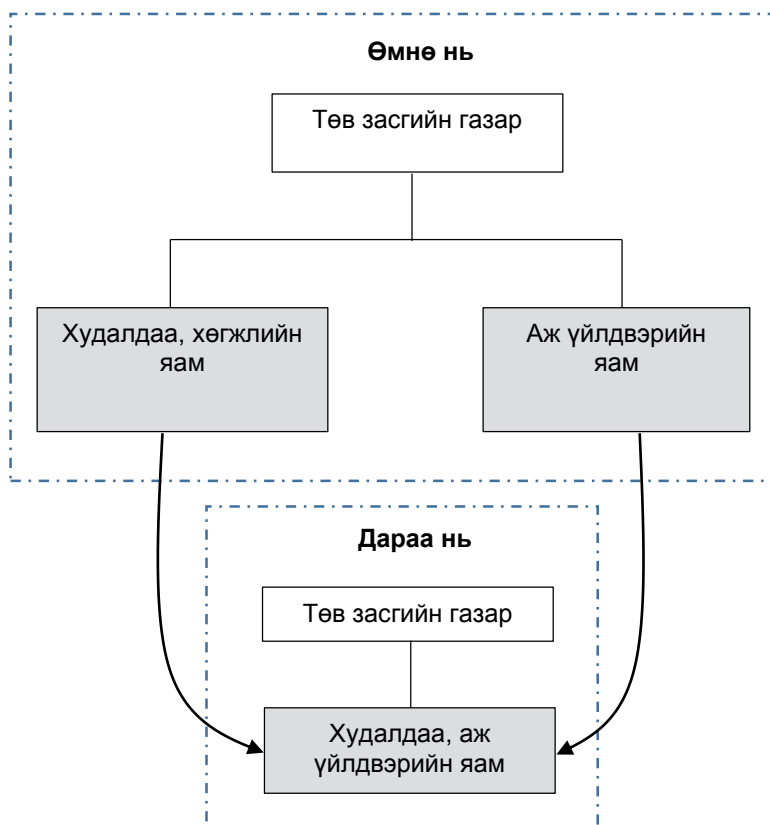 Өмнө нь
Төв засгийн газар
Худалдаа, хөгжлийн
яам
Аж үйлдвэрийн
яам
Дараа нь
Төв засгийн газар
Худалдаа, аж
үйлдвэрийн яам